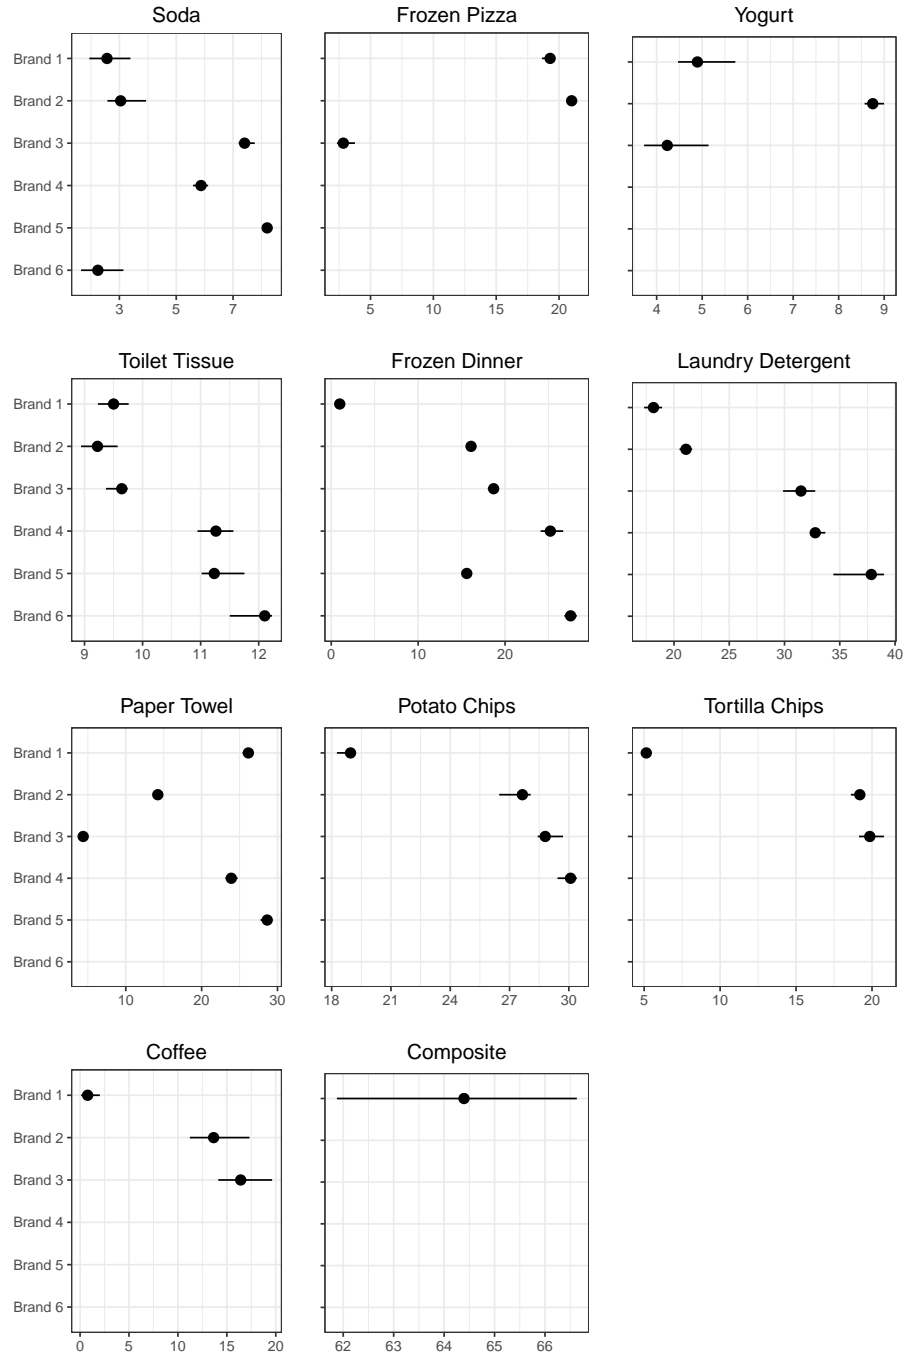 Soda Frozen Pizza Yogurt
Brand 1
Brand 2
Brand 3
Brand 4
Brand 5
Brand 6
3 5 7 5 10 15 20 4 5 6 7 8 9
Toilet Tissue Frozen Dinner Laundry Detergent
Brand 1
Brand 2
Brand 3
Brand 4
Brand 5
Brand 6
9 10 11 12 0 10 20 20 25 30 35 40
Paper Towel Potato Chips Tortilla Chips
Brand 1
Brand 2
Brand 3
Brand 4
Brand 5
Brand 6
10 20 30 18 21 24 27 30 5 10 15 20
Coffee Composite
Brand 1
Brand 2
Brand 3
Brand 4
Brand 5
Brand 6
0 5 10 15 20 62 63 64 65 66